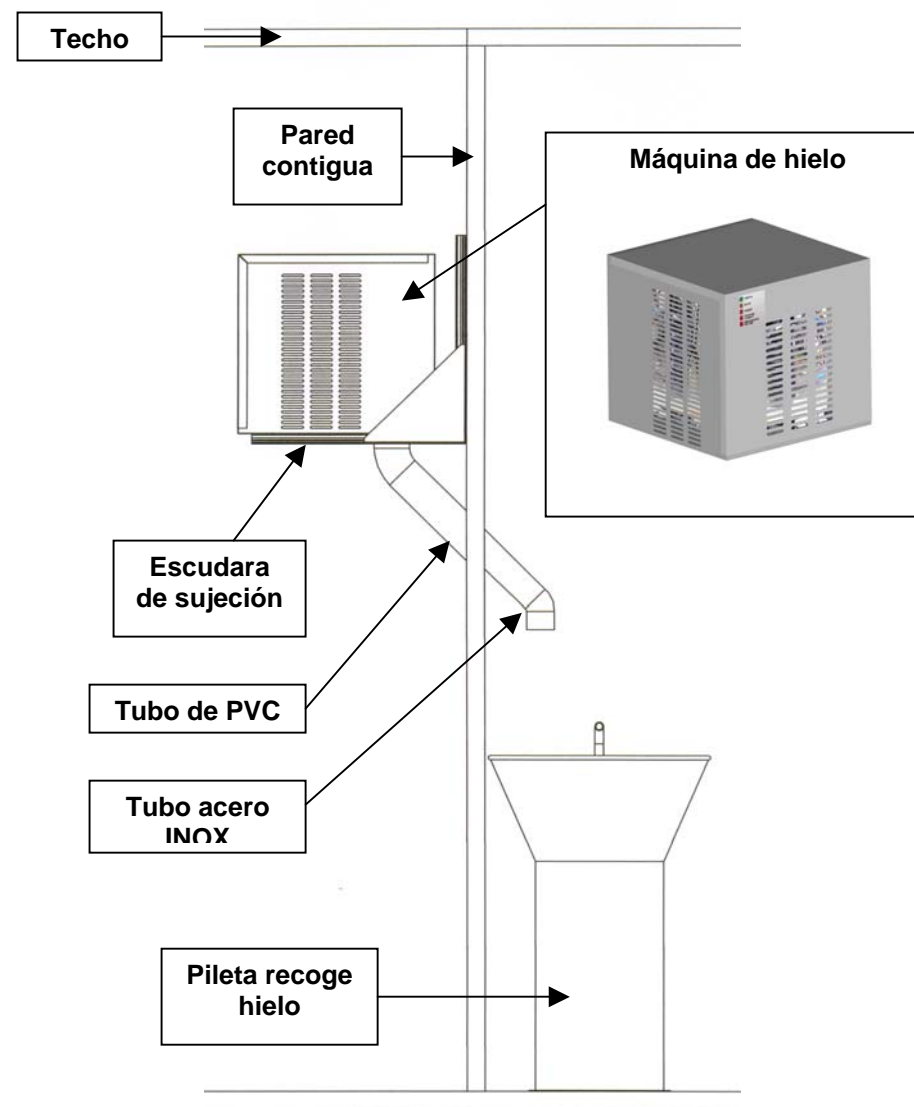 Techo
Pared
contigua
Máquina de hielo
Escudara
de sujeción
Tubo de PVC
Tubo acero
INOX
Pileta recoge
hielo